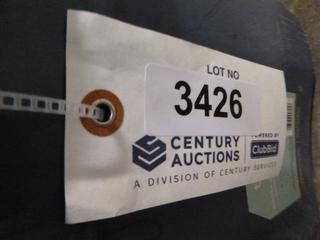 LOT NO
3426
CENTURY
AUCTIONS
POWERED BY
ClubBid
A DIVISION OF CENTURY SERVICES